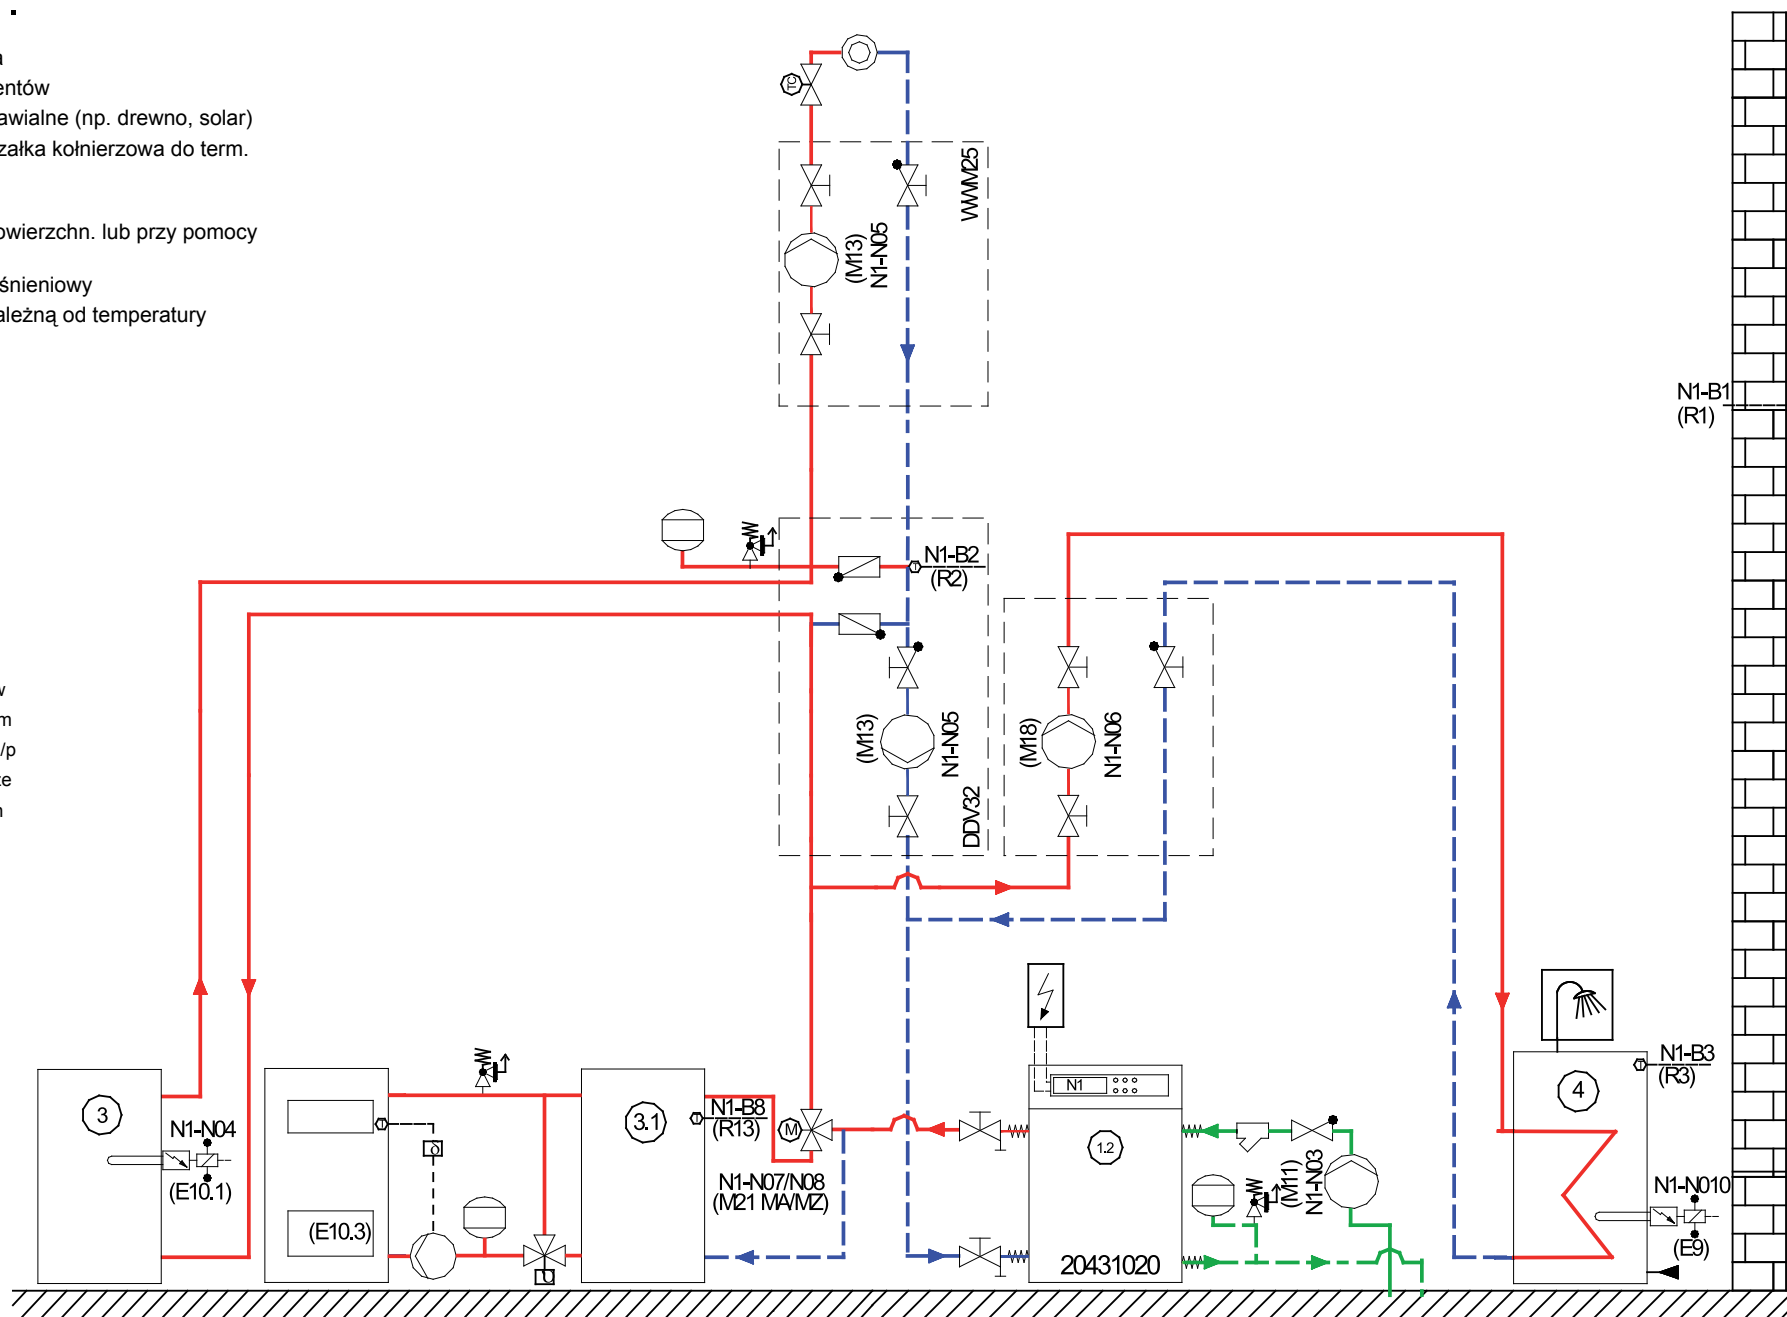 entów
awialne (np. drewno, solar)
załka kołnierzowa do term.
owierzchn. lub przy pomocy
śnieniowy
ależną od temperatury
w
m
/p
że
TC
WWM25
(M13)
N1-N05
N1-B1
(R1)
N1-B2
(R2)
(M13)
N1-N05
DDV32
(M18)
N1-N06
3
N1-N04
(E10.1)
(E10.3)
3.1
N1-B8
(R13)
M
N1-N07/N08
(M21 MA/MZ)
N1
1.2
20431020
(M11)
N1-N03
4
N1-B3
(R3)
N1-N010
(E9)